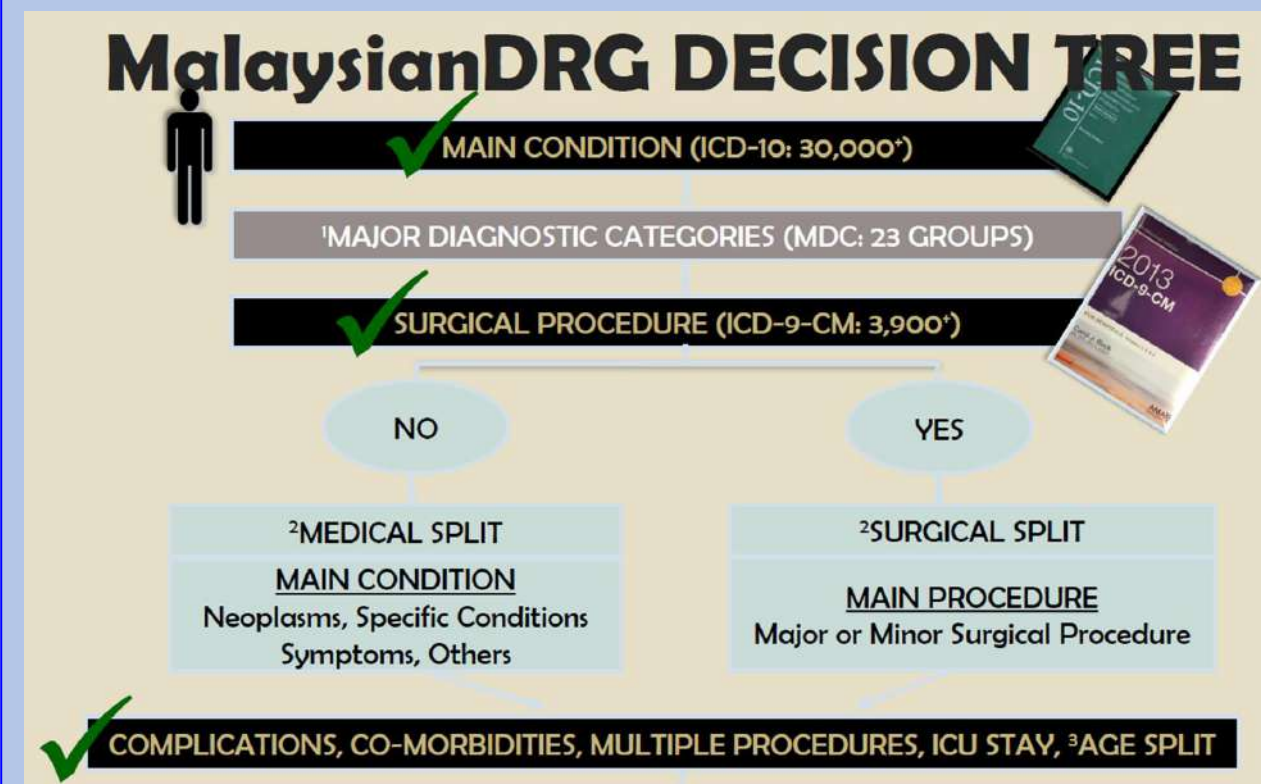 MalaysianDRG DECISION TREE
ICD-10
MAIN CONDITION (ICD-10: 30,000⁺)
¹MAJOR DIAGNOSTIC CATEGORIES (MDC: 23 GROUPS)
2013
ICD-9-CM
SURGICAL PROCEDURE (ICD-9-CM: 3,900⁺)
NO
YES
²MEDICAL SPLIT
²SURGICAL SPLIT
MAIN CONDITION
Neoplasms, Specific Conditions
Symptoms, Others
MAIN PROCEDURE
Major or Minor Surgical Procedure
COMPLICATIONS, CO-MORBIDITIES, MULTIPLE PROCEDURES, ICU STAY, ³AGE SPLIT